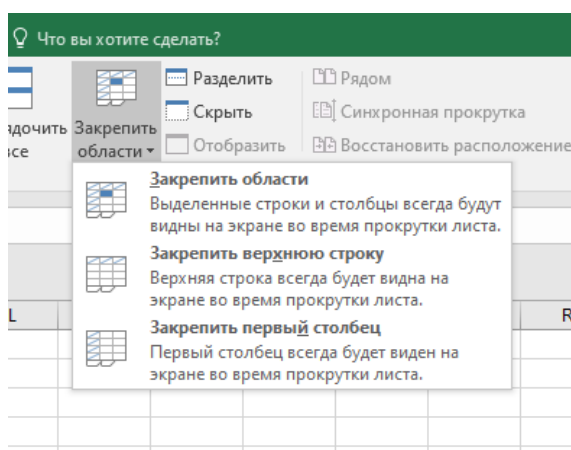 Что вы хотите сделать?
Разделить
Рядом
Скрыть
Синхронная прокрутка
Закрепить
области
Отобразить
Восстановить расположение
все
Закрепить области
Выделенные строки и столбцы всегда будут
видны на экране во время прокрутки листа.
Закрепить верхнюю строку
Верхняя строка всегда будет видна на
экране во время прокрутки листа.
Закрепить первый столбец
Первый столбец всегда будет виден на
экране во время прокрутки листа.
L
R